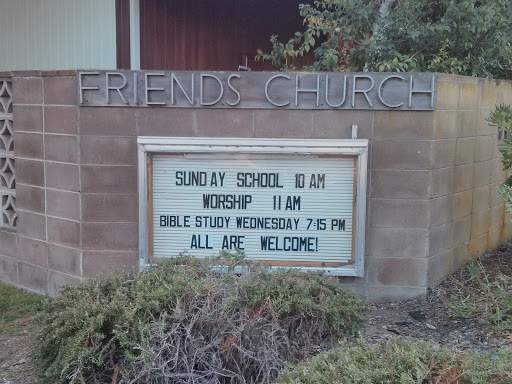 FRIENDS CHURCH
SUNDAY SCHOOL 10 AM
WORSHIP 11 AM
BIBLE STUDY WEDNESDAY 7:15 PM
ALL ARE WELCOME!